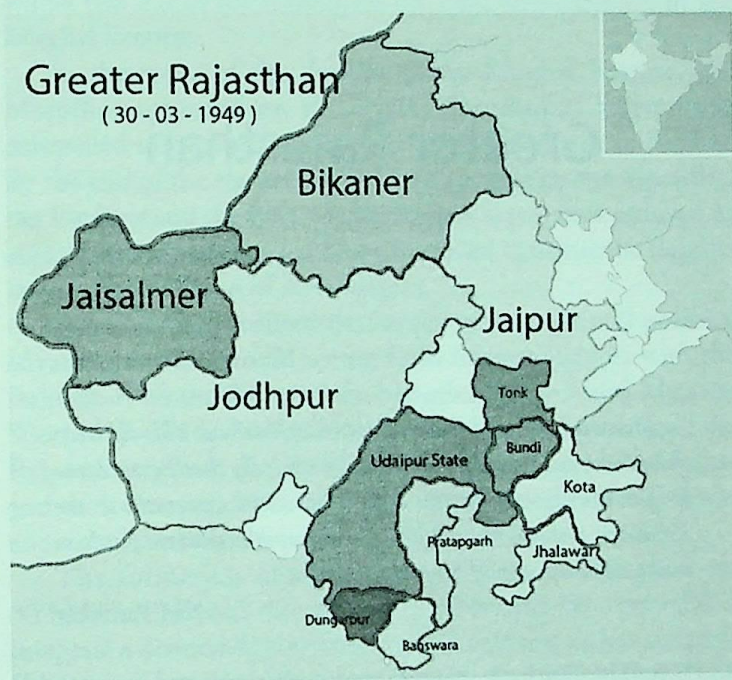 Greater Rajasthan
( 30 - 03 - 1949 )
Bikaner
Jaisalmer
Jaipur
Jodhpur
Tonk
Udaipur State
Bundi
Kota
Pratapgarh
Jhalawar
Dungarpur
Banswara